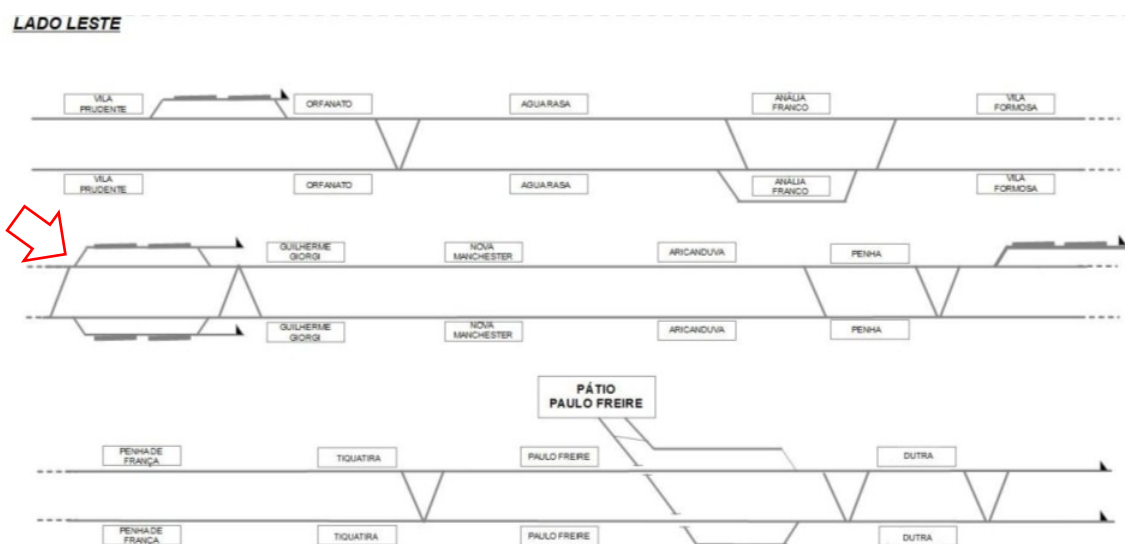 LADO LESTE
VILA
PRUDENTE
ORFANATO
AGUA RASA
ANÁLIA
FRANCO
VILA
FORMOSA
VILA
PRUDENTE
ORFANATO
AGUA RASA
ANÁLIA
FRANCO
VILA
FORMOSA
GUILHERME
GIORGI
NOVA
MANCHESTER
ARICANDUVA
PENHA
GUILHERME
GIORGI
NOVA
MANCHESTER
ARICANDUVA
PENHA
PÁTIO
PAULO FREIRE
PENHA DE
FRANÇA
TIQUATIRA
PAULO FREIRE
DUTRA
PENHA DE
FRANÇA
TIQUATIRA
PAULO FREIRE
DUTRA